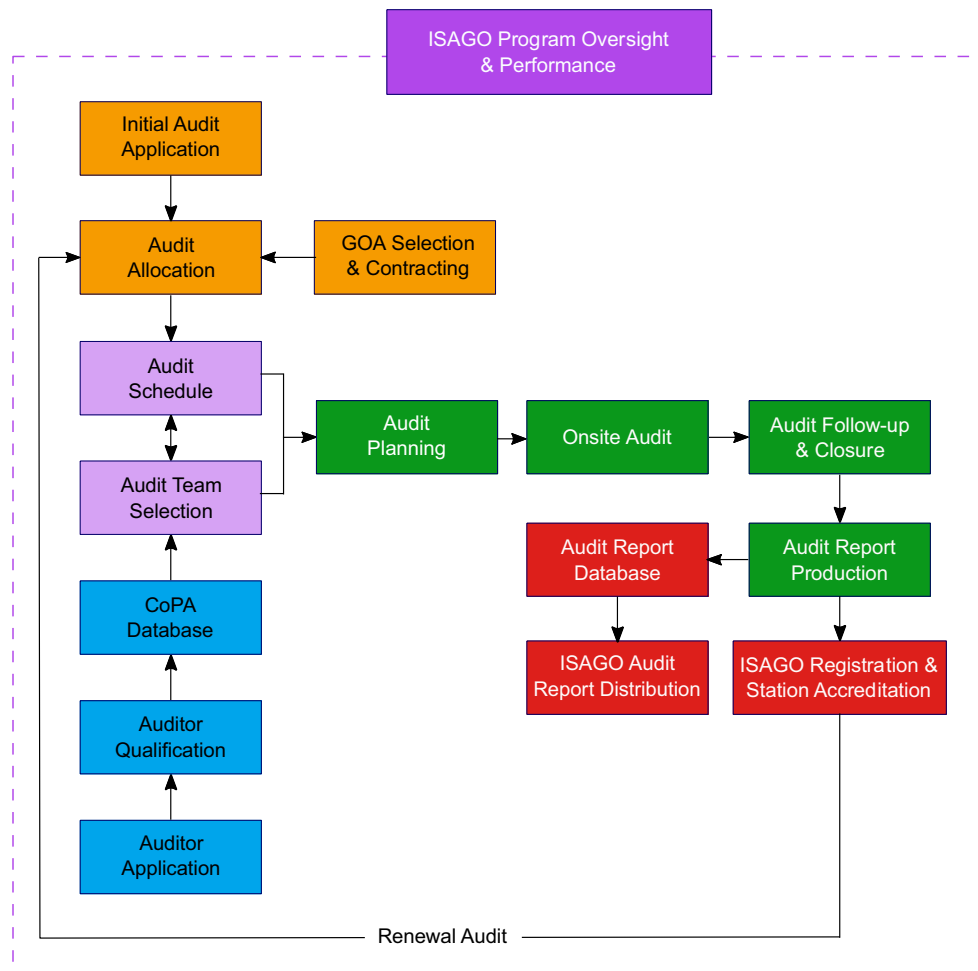 ISAGO Program Oversight
& Performance
Initial Audit
Application
Audit
Allocation
GOA Selection
& Contracting
Audit
Schedule
Audit Team
Selection
Audit
Planning
Onsite Audit
Audit Follow-up
& Closure
Audit Report
Database
Audit Report
Production
CoPA
Database
ISAGO Audit
Report Distribution
ISAGO Registration &
Station Accreditation
Auditor
Qualification
Auditor
Application
Renewal Audit